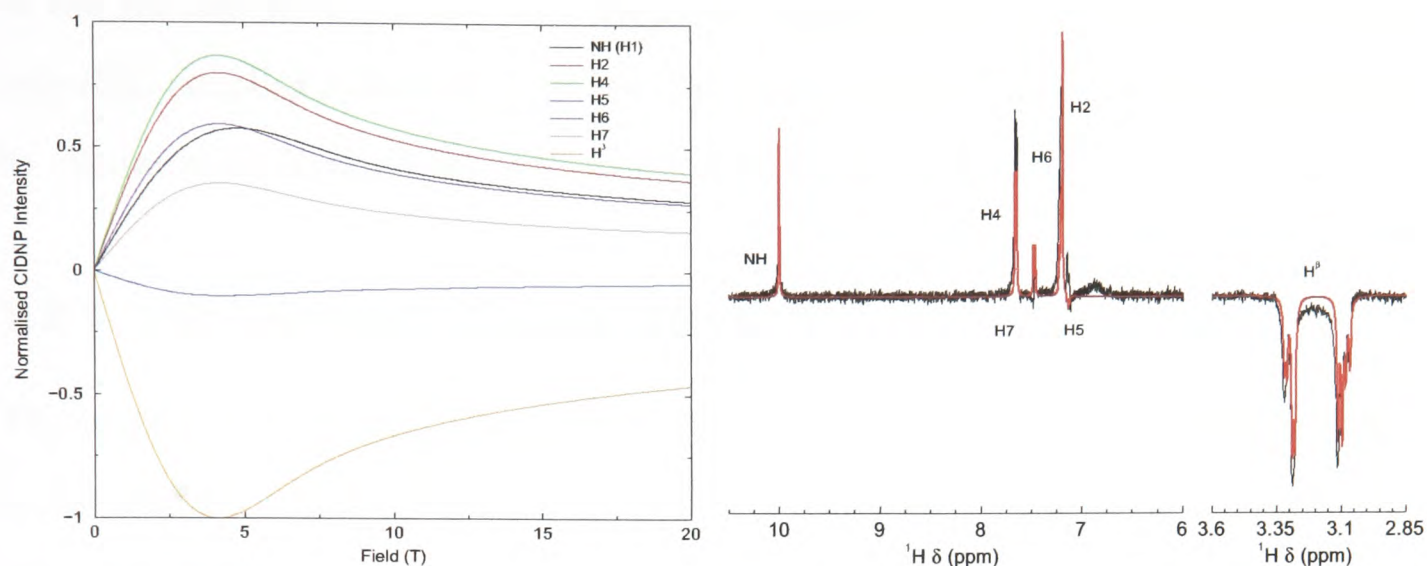 1
0.5
0
−0.5
−1
Normalised CIDNP Intensity
NH (H1)
H2
H4
H5
H6
H7
0 5 10 15 20
Field (T)
H2
H6
H4
NH
H7
H5
H^β
10 9 8 7 6
¹H δ (ppm)
3.6 3.35 3.1 2.85
¹H δ (ppm)